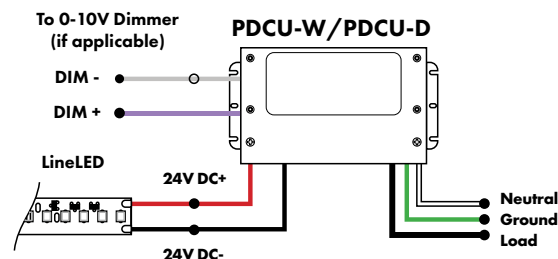 To 0-10V Dimmer
(if applicable)
PDCU-W/PDCU-D
DIM -
DIM +
LineLED
24V DC+
24V DC-
Neutral
Ground
Load